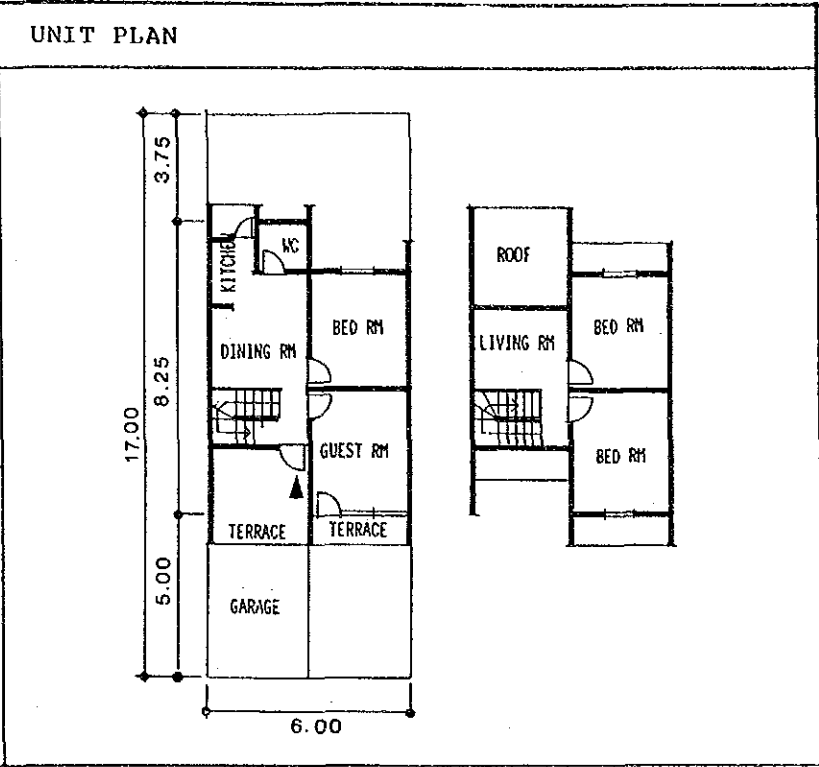 UNIT PLAN
3.75
8.25
17.00
5.00
6.00
KITCHEN
WC
BED RM
DINING RM
GUEST RM
TERRACE
TERRACE
GARAGE
ROOF
LIVING RM
BED RM
BED RM